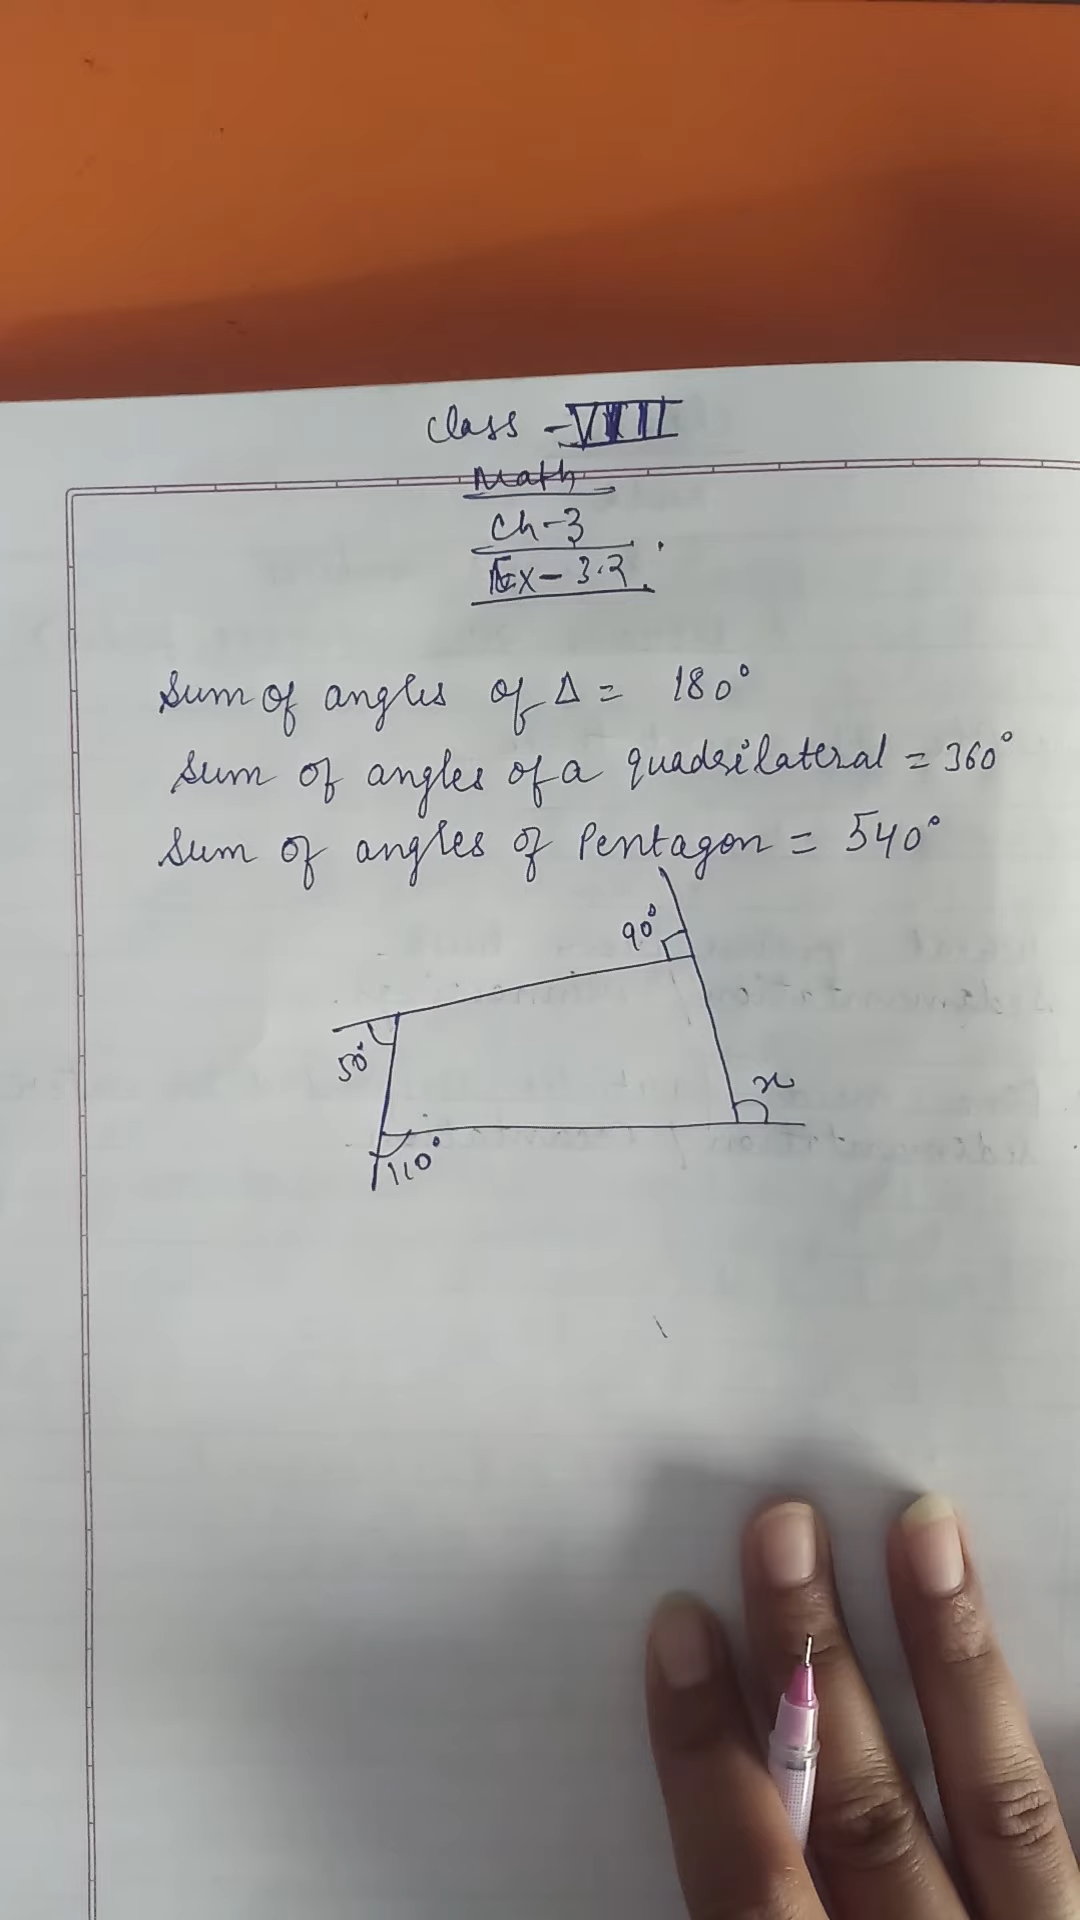 Class - VIII
Math
Ch-3
Ex- 3.2
Sum of angles of Δ = 180°
Sum of angles of a quadrilateral = 360°
Sum of angles of Pentagon = 540°
90°
50°
x
110°